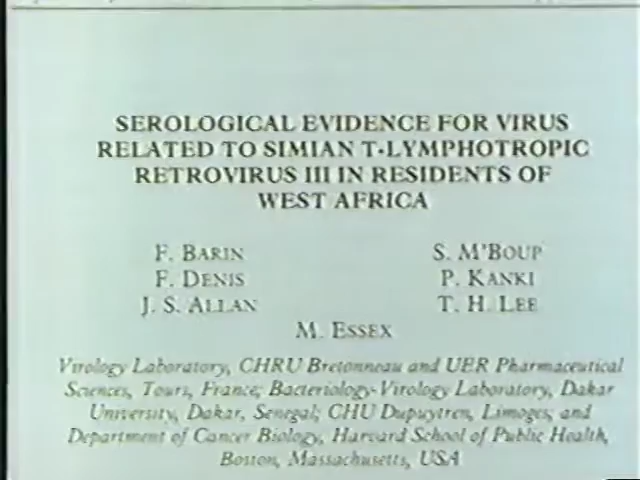 SEROLOGICAL EVIDENCE FOR VIRUS
RELATED TO SIMIAN T-LYMPHOTROPIC
RETROVIRUS III IN RESIDENTS OF
WEST AFRICA
F. BARIN S. M'BOUP
F. DENIS P. KANKI
J. S. ALLAN T. H. LEE
M. ESSEX
Virology Laboratory, CHRU Bretonneau and UER Pharmaceutical
Sciences, Tours, France; Bacteriology-Virology Laboratory, Dakar
University, Dakar, Senegal; CHU Dupuytren, Limoges; and
Department of Cancer Biology, Harvard School of Public Health,
Boston, Massachusetts, USA